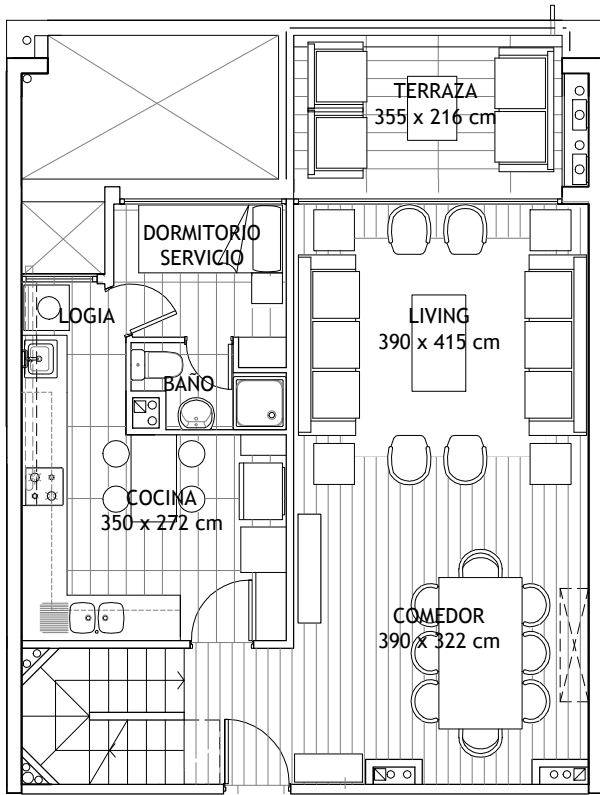 TERRAZA
355 x 216 cm
DORMITORIO
SERVICIO
LOGIA
LIVING
390 x 415 cm
BAÑO
COCINA
350 x 272 cm
COMEDOR
390 x 322 cm